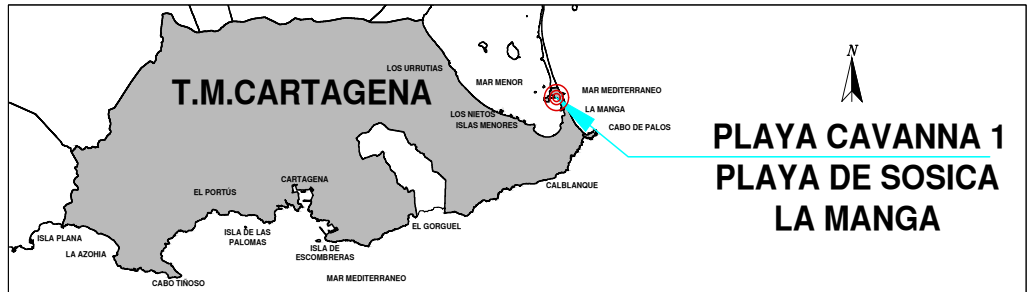 LOS URRUTIAS
T.M.CARTAGENA
MAR MENOR
MAR MEDITERRANEO
LA MANGA
LOS NIETOS
ISLAS MENORES
CABO DE PALOS
N
PLAYA CAVANNA 1
PLAYA DE SOSICA
LA MANGA
CARTAGENA
EL PORTÚS
CALBLANQUE
EL GORGUEL
ISLA PLANA
LA AZOHIA
ISLA DE LAS
PALOMAS
ISLA DE
ESCOMBRERAS
CABO TIÑOSO
MAR MEDITERRANEO